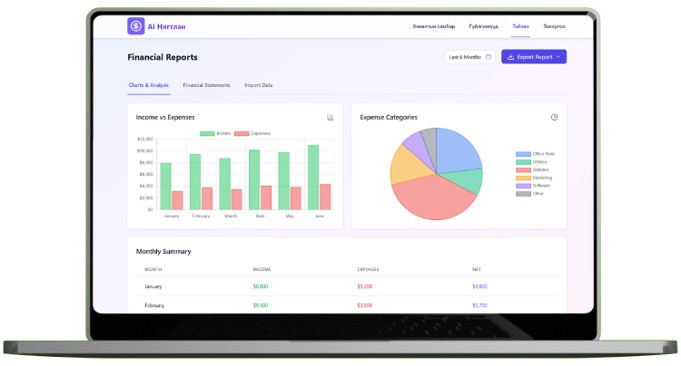 AI Нягтлан
Хяналтын самбар
Гүйлгээнүүд
Тайлан
Тохиргоо
Financial Reports
Last 6 Months
Export Report
Charts & Analysis
Financial Statements
Import Data
Income vs Expenses
Income
Expenses
$12,000
$10,000
$8,000
$6,000
$4,000
$2,000
$0
January
February
March
April
May
June
Expense Categories
Office Rent
Utilities
Salaries
Marketing
Software
Other
Monthly Summary
MONTH INCOME EXPENSES NET
January $8,000 $3,200 $4,800
February $9,500 $3,800 $5,700